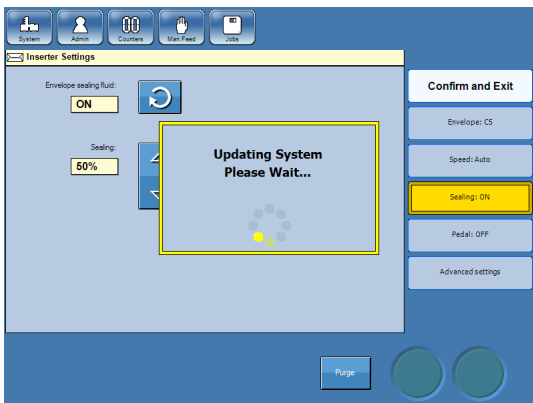 System
Admin
Counters
Man Feed
Jobs
Inserter Settings
Envelope sealing fluid:
ON
Sealing:
50%
Updating System
Please Wait...
Confirm and Exit
Envelope: C5
Speed: Auto
Sealing: ON
Pedal: OFF
Advanced settings
Purge